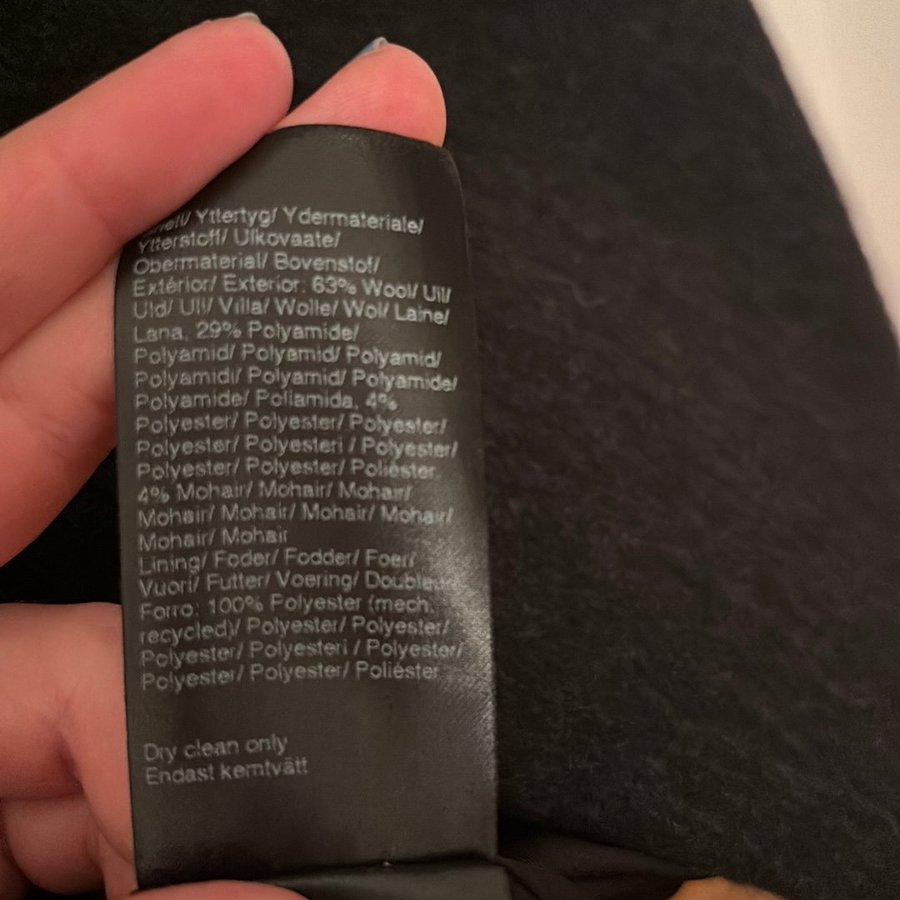 Yttertyg/ Ydermateriale/
Ytterstoff/ Ulkovaate/
Obermaterial/ Bovenstof/
Extérior/ Exterior: 63% Wool/ Ull/
Uld/ Ull/ Villa/ Wolle/ Wol/ Laine/
Lana, 29% Polyamide/
Polyamid/ Polyamid/ Polyamid/
Polyamidi/ Polyamid/ Polyamide/
Polyamide/ Poliamida, 4%
Polyester/ Polyester/ Polyester/
Polyester/ Polyesteri / Polyester/
Polyester/ Polyester/ Poliéster,
4% Mohair/ Mohair/ Mohair/
Mohair/ Mohair/ Mohair/ Mohair/
Mohair/ Mohair
Lining/ Foder/ Fodder/ Foer/
Vuori/ Futter/ Voering/
Forro: 100% Polyester (mech.
recycled)/ Polyester/ Polyester/
Polyester/ Polyesteri / Polyester/
Polyester/ Polyester/ Poliéster
Dry clean only
Endast kemtvätt